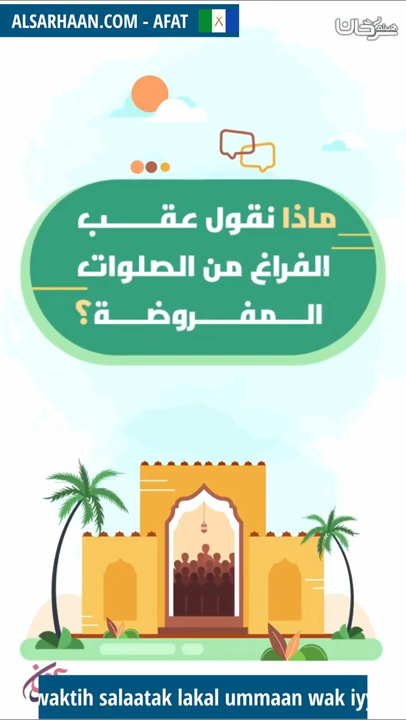 ALSARHAAN.COM - AFAT
ماذا نقول عقب
الفراغ من الصلوات
المفروضة؟
waktih salaatak lakal ummaan wak iy